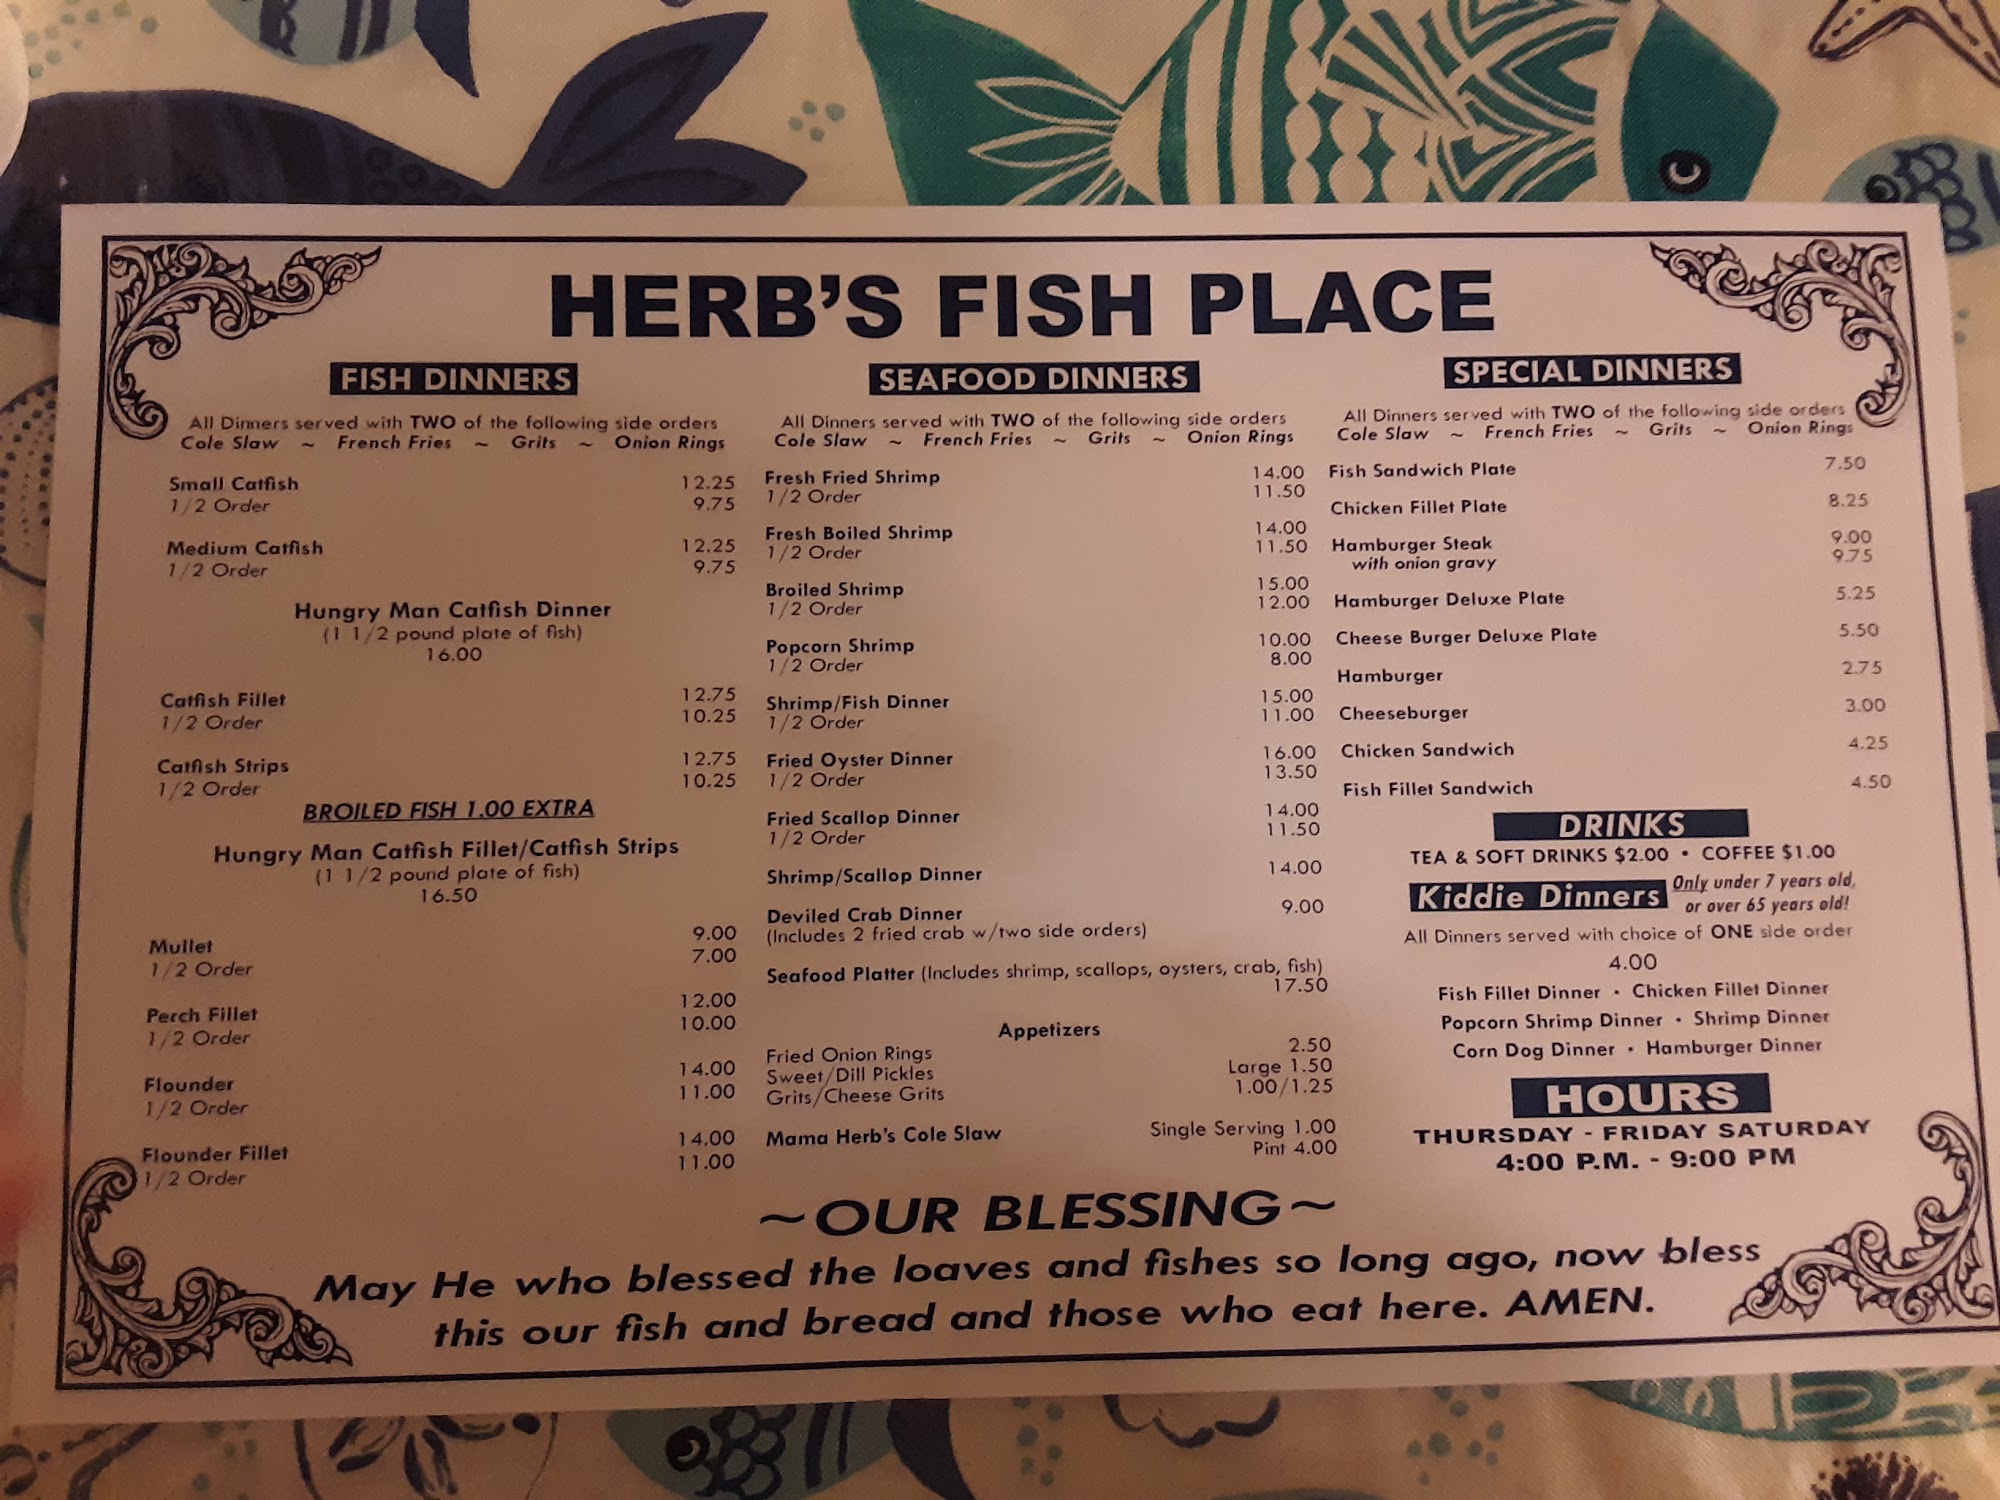 HERB'S FISH PLACE
FISH DINNERS
All Dinners served with TWO of the following side orders
Cole Slaw ~ French Fries ~ Grits ~ Onion Rings
Small Catfish 12.25
1/2 Order 9.75
Medium Catfish 12.25
1/2 Order 9.75
Hungry Man Catfish Dinner
(1 1/2 pound plate of fish)
16.00
Catfish Fillet 12.75
1/2 Order 10.25
Catfish Strips 12.75
1/2 Order 10.25
BROILED FISH 1.00 EXTRA
Hungry Man Catfish Fillet/Catfish Strips
(1 1/2 pound plate of fish)
16.50
Mullet 9.00
1/2 Order 7.00
Perch Fillet 12.00
1/2 Order 10.00
Flounder 14.00
1/2 Order 11.00
Flounder Fillet 14.00
1/2 Order 11.00
SEAFOOD DINNERS
All Dinners served with TWO of the following side orders
Cole Slaw ~ French Fries ~ Grits ~ Onion Rings
Fresh Fried Shrimp 14.00
1/2 Order 11.50
Fresh Boiled Shrimp 14.00
1/2 Order 11.50
Broiled Shrimp 15.00
1/2 Order 12.00
Popcorn Shrimp 10.00
1/2 Order 8.00
Shrimp/Fish Dinner 15.00
1/2 Order 11.00
Fried Oyster Dinner 16.00
1/2 Order 13.50
Fried Scallop Dinner 14.00
1/2 Order 11.50
Shrimp/Scallop Dinner 14.00
Deviled Crab Dinner 9.00
(Includes 2 fried crab w/two side orders)
Seafood Platter (Includes shrimp, scallops, oysters, crab, fish)
17.50
Appetizers
Fried Onion Rings 2.50
Sweet/Dill Pickles Large 1.50
Grits/Cheese Grits 1.00/1.25
Mama Herb's Cole Slaw Single Serving 1.00
Pint 4.00
SPECIAL DINNERS
All Dinners served with TWO of the following side orders
Cole Slaw ~ French Fries ~ Grits ~ Onion Rings
Fish Sandwich Plate 7.50
Chicken Fillet Plate 8.25
Hamburger Steak 9.00
with onion gravy 9.75
Hamburger Deluxe Plate 5.25
Cheese Burger Deluxe Plate 5.50
Hamburger 2.75
Cheeseburger 3.00
Chicken Sandwich 4.25
Fish Fillet Sandwich 4.50
DRINKS
TEA & SOFT DRINKS $2.00 • COFFEE $1.00
Kiddie Dinners Only under 7 years old,
or over 65 years old!
All Dinners served with choice of ONE side order
4.00
Fish Fillet Dinner • Chicken Fillet Dinner
Popcorn Shrimp Dinner • Shrimp Dinner
Corn Dog Dinner • Hamburger Dinner
HOURS
THURSDAY - FRIDAY SATURDAY
4:00 P.M. - 9:00 PM
~OUR BLESSING~
May He who blessed the loaves and fishes so long ago, now bless
this our fish and bread and those who eat here. AMEN.